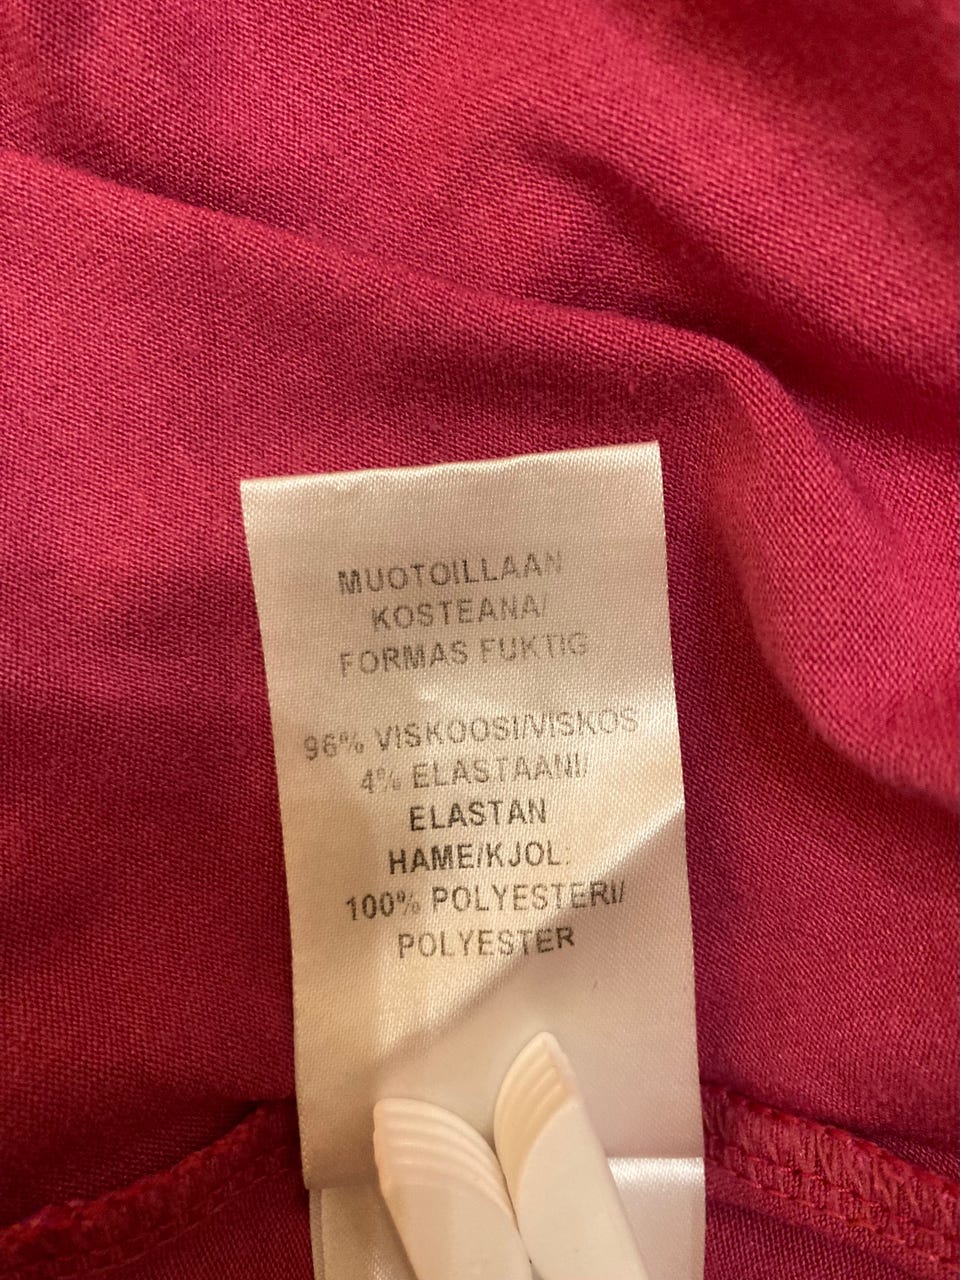 MUOTOILLAAN
KOSTEANA/
FORMAS FUKTIG
96% VISKOOSI/VISKOS
4% ELASTAANI/
ELASTAN
HAME/KJOL:
100% POLYESTERI/
POLYESTER